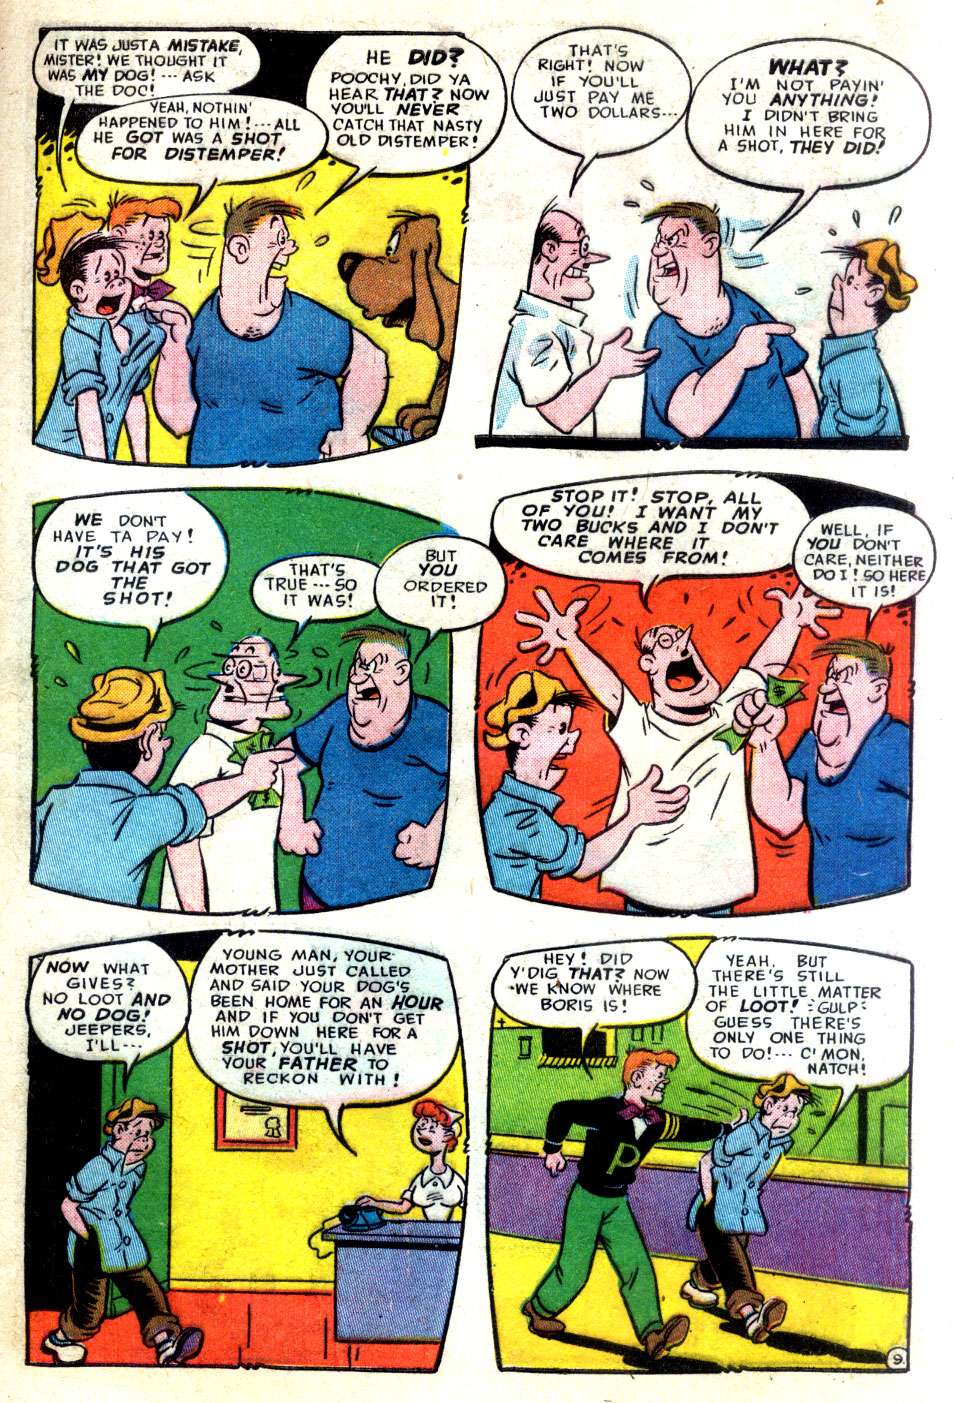 IT WAS JUST A MISTAKE,
MISTER! WE THOUGHT IT
WAS MY DOG! --- ASK
THE DOC!
YEAH, NOTHIN'
HAPPENED TO HIM! --- ALL
HE GOT WAS A SHOT
FOR DISTEMPER!
HE DID?
POOCHY, DID YA
HEAR THAT? NOW
YOU'LL NEVER
CATCH THAT NASTY
OLD DISTEMPER!
THAT'S
RIGHT! NOW
IF YOU'LL
JUST PAY ME
TWO DOLLARS---
WHAT?
I'M NOT PAYIN'
YOU ANYTHING!
I DIDN'T BRING
HIM IN HERE FOR
A SHOT, THEY DID!
WE DON'T
HAVE TA PAY!
IT'S HIS
DOG THAT GOT
THE
SHOT!
THAT'S
TRUE --- SO
IT WAS!
BUT
YOU
ORDERED
IT!
STOP IT! STOP, ALL
OF YOU! I WANT MY
TWO BUCKS AND I DON'T
CARE WHERE IT
COMES FROM!
WELL, IF
YOU DON'T
CARE, NEITHER
DO I! SO HERE
IT IS!
NOW WHAT
GIVES?
NO LOOT AND
NO DOG!
JEEPERS,
I'LL---
YOUNG MAN, YOUR
MOTHER JUST CALLED
AND SAID YOUR DOG'S
BEEN HOME FOR AN HOUR
AND IF YOU DON'T GET
HIM DOWN HERE FOR A
SHOT, YOU'LL HAVE
YOUR FATHER TO
RECKON WITH!
HEY! DID
Y'DIG THAT? NOW
WE KNOW WHERE
BORIS IS!
YEAH, BUT
THERE'S STILL
THE LITTLE MATTER
OF LOOT! :GULP:
GUESS THERE'S
ONLY ONE THING
TO DO! --- C'MON,
NATCH!
P
9